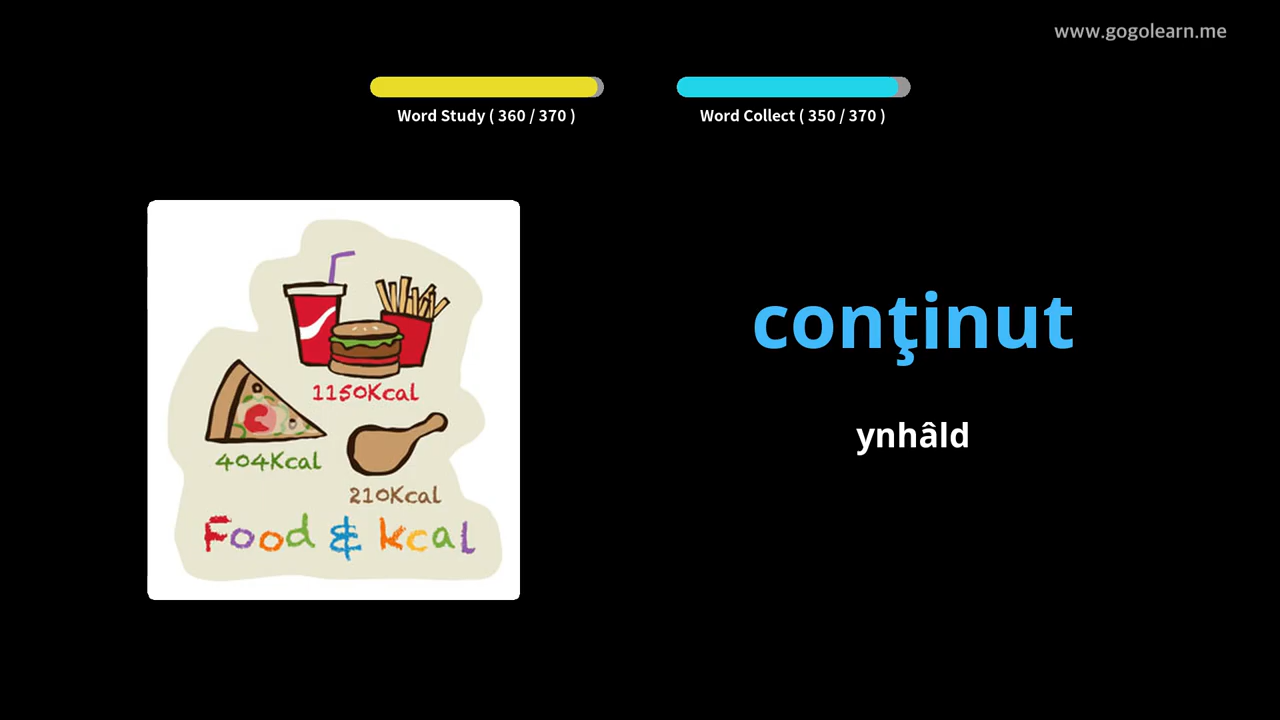 www.gogolearn.me
Word Study ( 360 / 370 )
Word Collect ( 350 / 370 )
1150Kcal
404Kcal
210Kcal
Food & kcal
conţinut
ynhâld